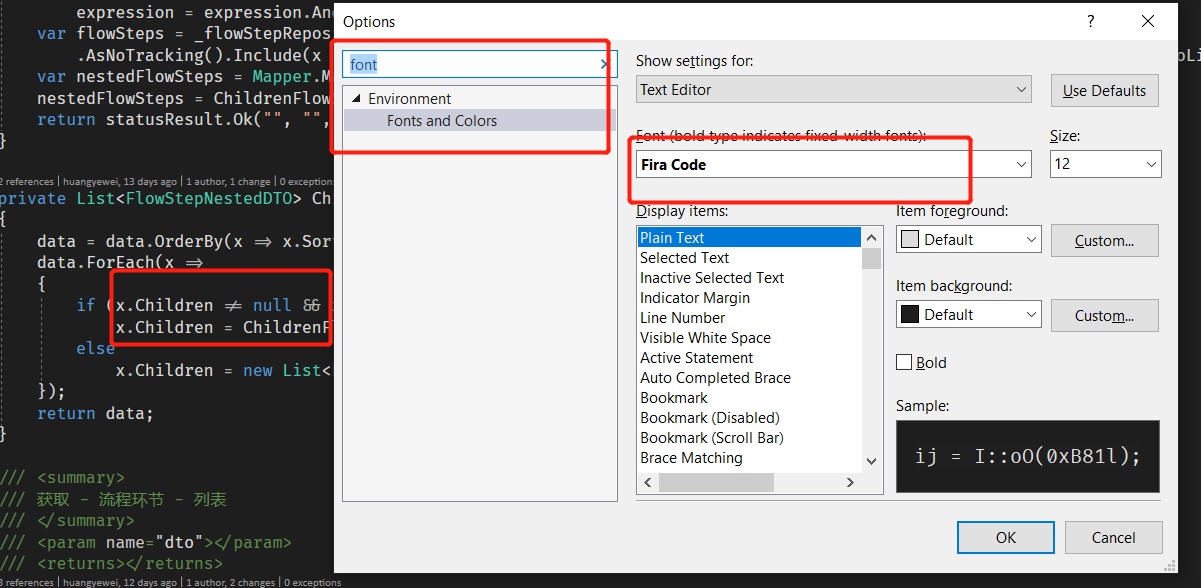 expression = expression.And
var flowSteps = _flowStepRepos
.AsNoTracking().Include(x
var nestedFlowSteps = Mapper.M
nestedFlowSteps = ChildrenFlow
return statusResult.Ok("", "",
}
2 references | huangyewei, 13 days ago | 1 author, 1 change | 0 exception
private List<FlowStepNestedDTO> Ch
{
data = data.OrderBy(x => x.Sor
data.ForEach(x =>
{
if (x.Children ≠ null &&
x.Children = ChildrenF
else
x.Children = new List<
});
return data;
}
/// <summary>
/// 获取 - 流程环节 - 列表
/// </summary>
/// <param name="dto"></param>
/// <returns></returns>
3 references | huangyewei, 12 days ago | 1 author, 2 changes | 0 exceptions
Options
?
font
Environment
Fonts and Colors
Show settings for:
Text Editor
Use Defaults
Font (bold type indicates fixed-width fonts):
Size:
Fira Code
12
Display items:
Plain Text
Selected Text
Inactive Selected Text
Indicator Margin
Line Number
Visible White Space
Active Statement
Auto Completed Brace
Bookmark
Bookmark (Disabled)
Bookmark (Scroll Bar)
Brace Matching
Item foreground:
Default
Custom...
Item background:
Default
Custom...
Bold
Sample:
ij = I::oO(0xB81l);
OK
Cancel
oLi